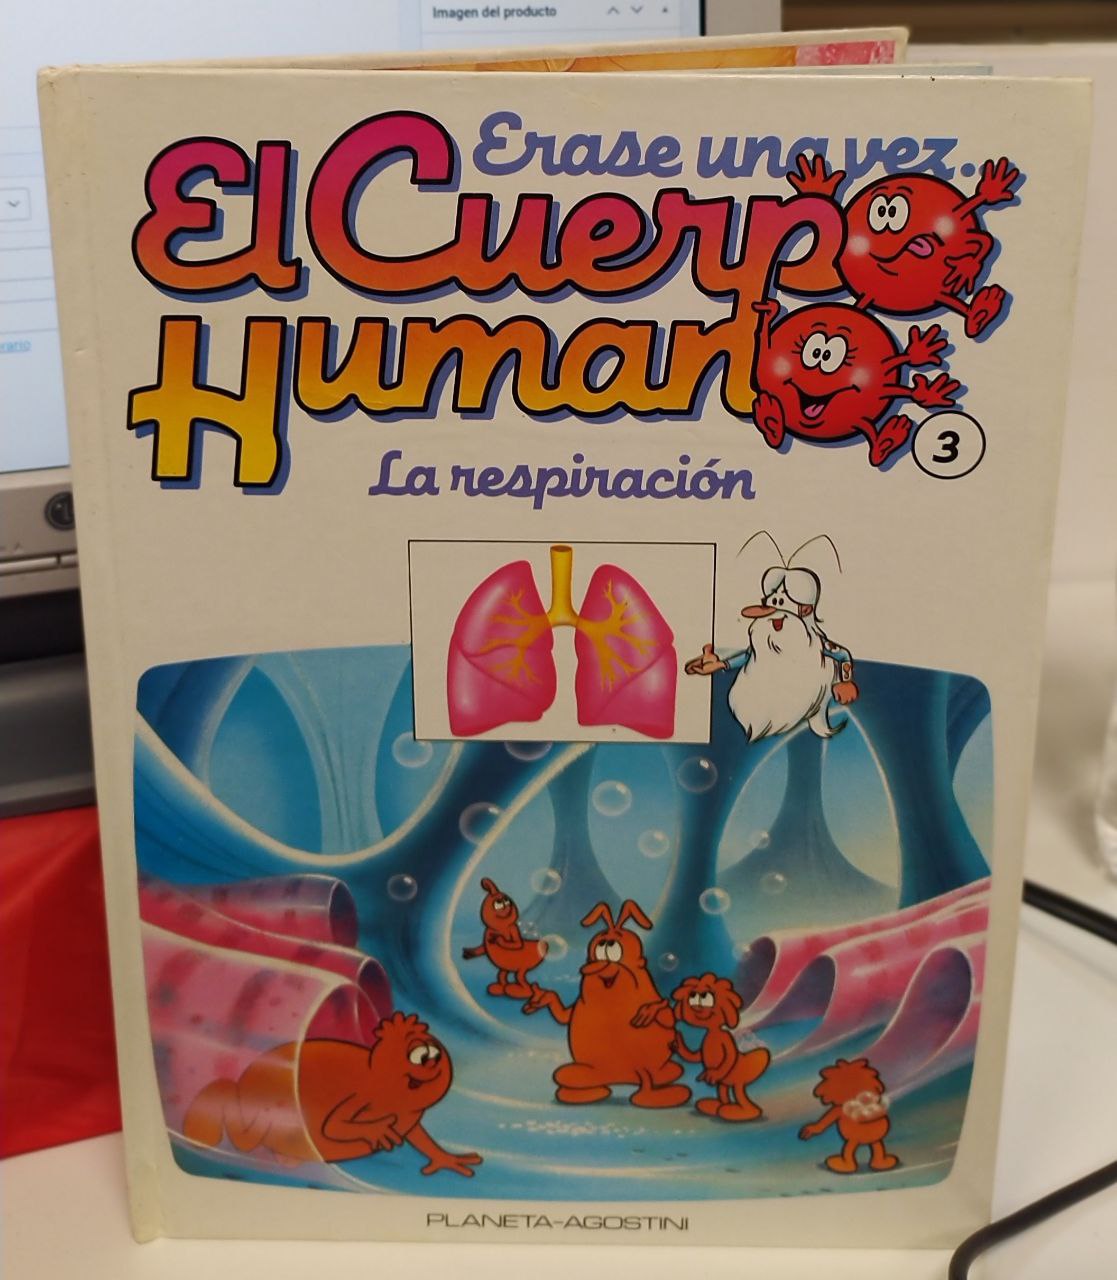 Imagen del producto
Erase una vez...
El Cuerpo
Humano
3
La respiración
PLANETA-AGOSTINI